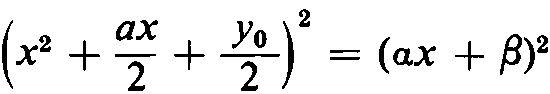 (x² + ax/2 + y₀/2)² = (αx + β)²